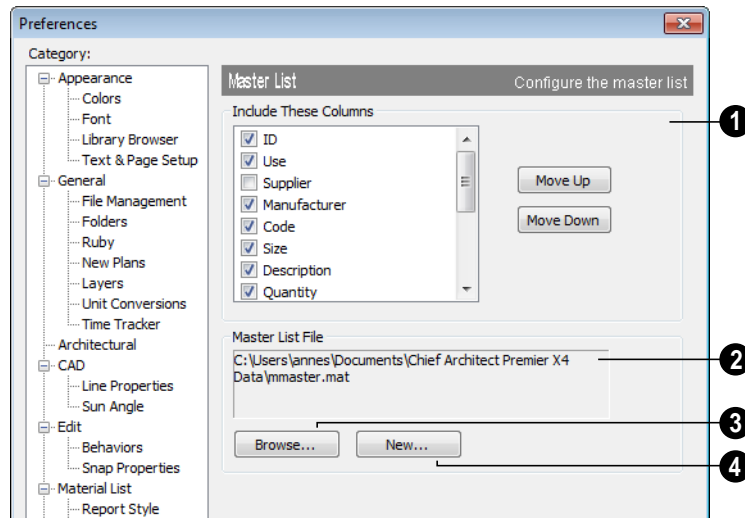 Preferences
Category:
Appearance
Colors
Font
Library Browser
Text & Page Setup
General
File Management
Folders
Ruby
New Plans
Layers
Unit Conversions
Time Tracker
Architectural
CAD
Line Properties
Sun Angle
Edit
Behaviors
Snap Properties
Material List
Report Style
Master List
Configure the master list
Include These Columns
ID
Use
Supplier
Manufacturer
Code
Size
Description
Quantity
Move Up
Move Down
1
Master List File
C:\Users\annes\Documents\Chief Architect Premier X4
Data\mmaster.mat
2
Browse...
New...
3
4